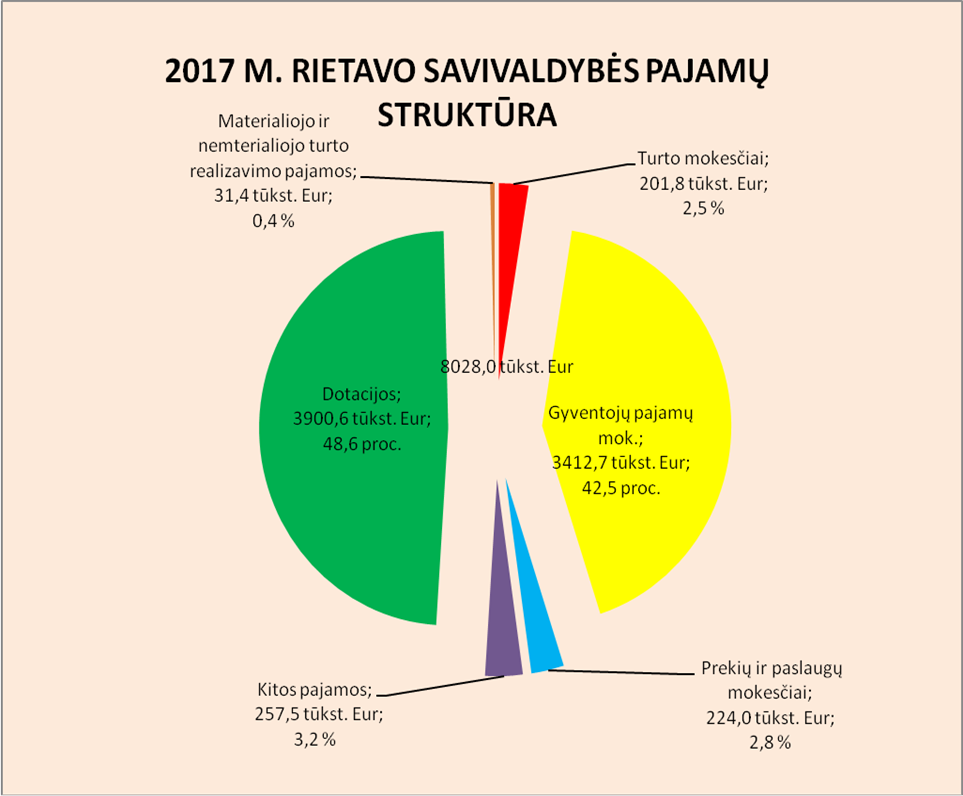 2017 M. RIETAVO SAVIVALDYBĖS PAJAMŲ
STRUKTŪRA
Materialiojo ir
nemterialiojo turto
realizavimo pajamos;
31,4 tūkst. Eur;
0,4 %
Turto mokesčiai;
201,8 tūkst. Eur;
2,5 %
8028,0 tūkst. Eur
Dotacijos;
3900,6 tūkst. Eur;
48,6 proc.
Gyventojų pajamų
mok.;
3412,7 tūkst. Eur;
42,5 proc.
Kitos pajamos;
257,5 tūkst. Eur;
3,2 %
Prekių ir paslaugų
mokesčiai;
224,0 tūkst. Eur;
2,8 %